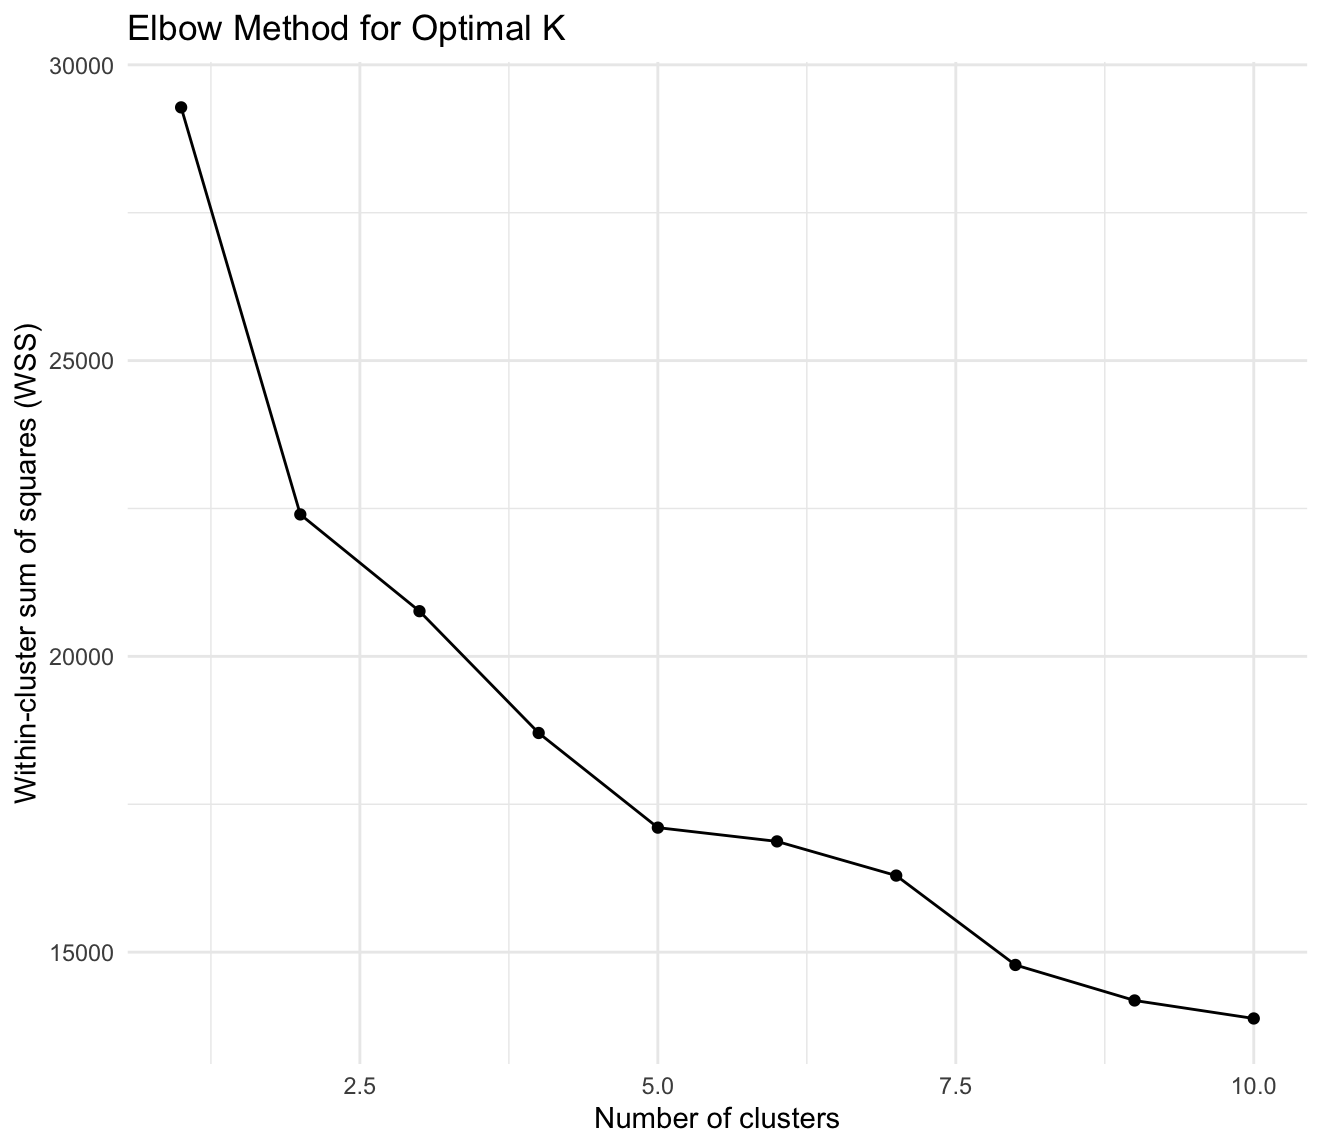 Elbow Method for Optimal K
30000
25000
20000
15000
Within-cluster sum of squares (WSS)
2.5 5.0 7.5 10.0
Number of clusters